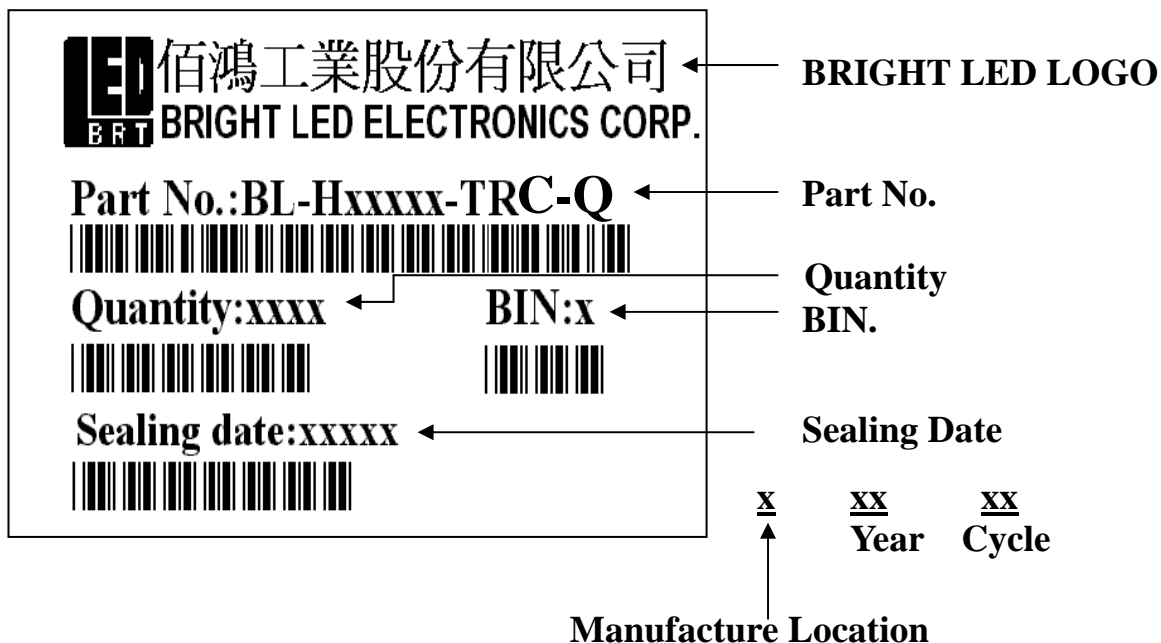 LED 佰鴻工業股份有限公司 BRIGHT LED LOGO
BRT BRIGHT LED ELECTRONICS CORP.
Part No.:BL-Hxxxxx-TRC-Q Part No.
Quantity
Quantity:xxxx BIN:x BIN.
Sealing date:xxxxx Sealing Date
x xx xx
Year Cycle
Manufacture Location